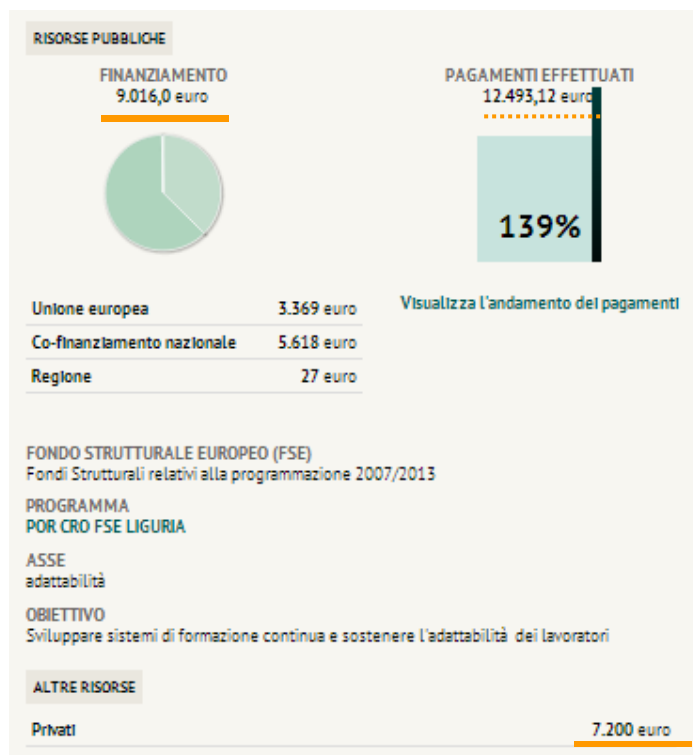 RISORSE PUBBLICHE
FINANZIAMENTO
9.016,0 euro
PAGAMENTI EFFETTUATI
12.493,12 euro
139%
Visualizza l'andamento dei pagamenti
Unione europea 3.369 euro
Co-finanziamento nazionale 5.618 euro
Regione 27 euro
FONDO STRUTTURALE EUROPEO (FSE)
Fondi Strutturali relativi alla programmazione 2007/2013
PROGRAMMA
POR CRO FSE LIGURIA
ASSE
adattabilità
OBIETTIVO
Sviluppare sistemi di formazione continua e sostenere l'adattabilità dei lavoratori
ALTRE RISORSE
Privati 7.200 euro